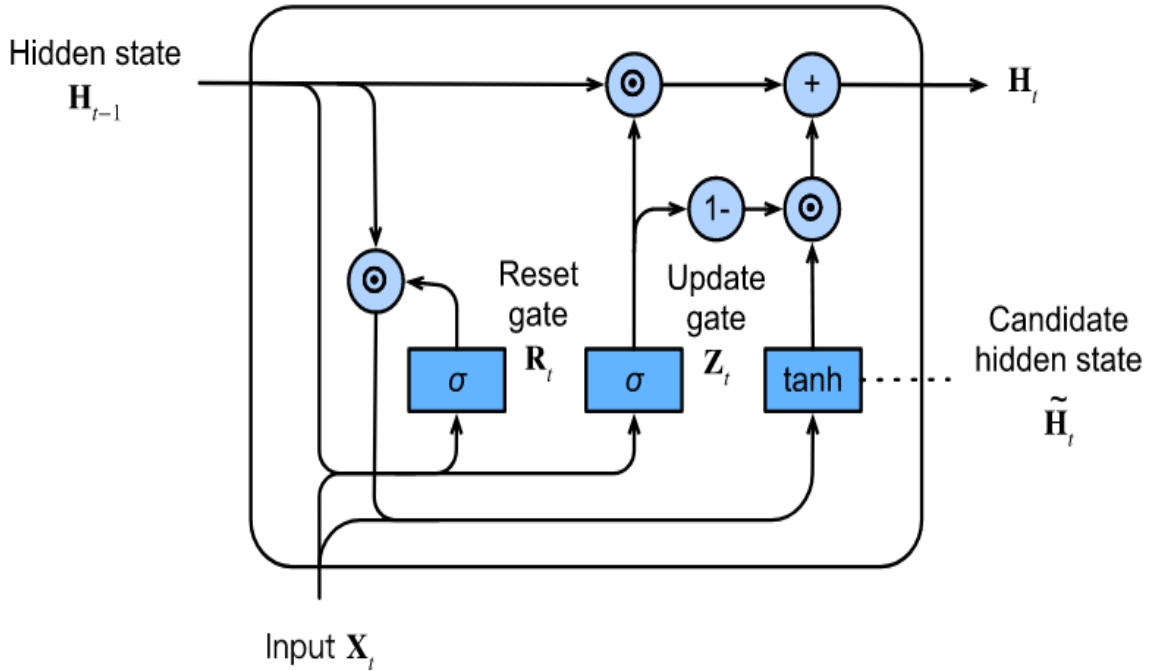 Hidden state
H_{t−1}
⊙
+
H_t
1-
⊙
⊙
Reset
gate
R_t
Update
gate
Z_t
σ
σ
tanh
Candidate
hidden state
H̃_t
Input X_t